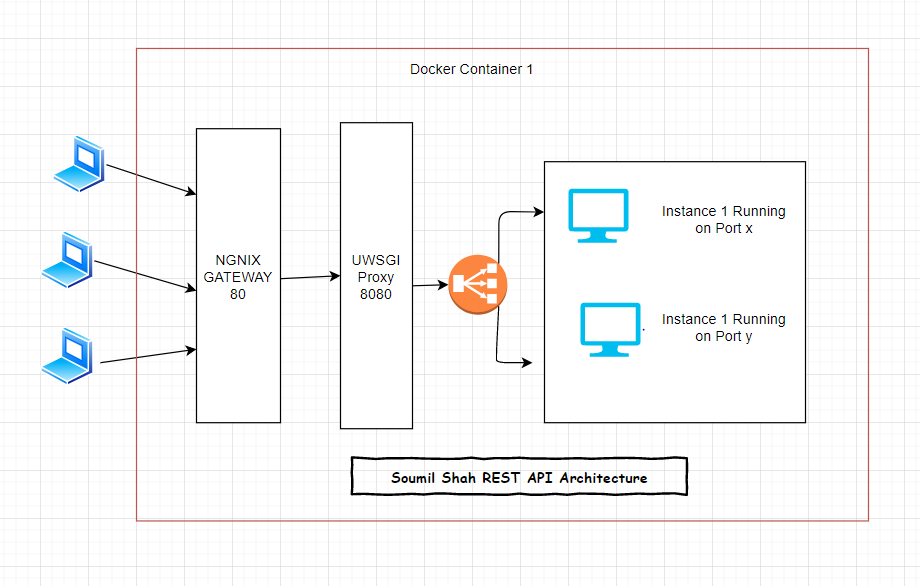 Docker Container 1
NGNIX
GATEWAY
80
UWSGI
Proxy
8080
Instance 1 Running
on Port x
Instance 1 Running
on Port y
Soumil Shah REST API Architecture